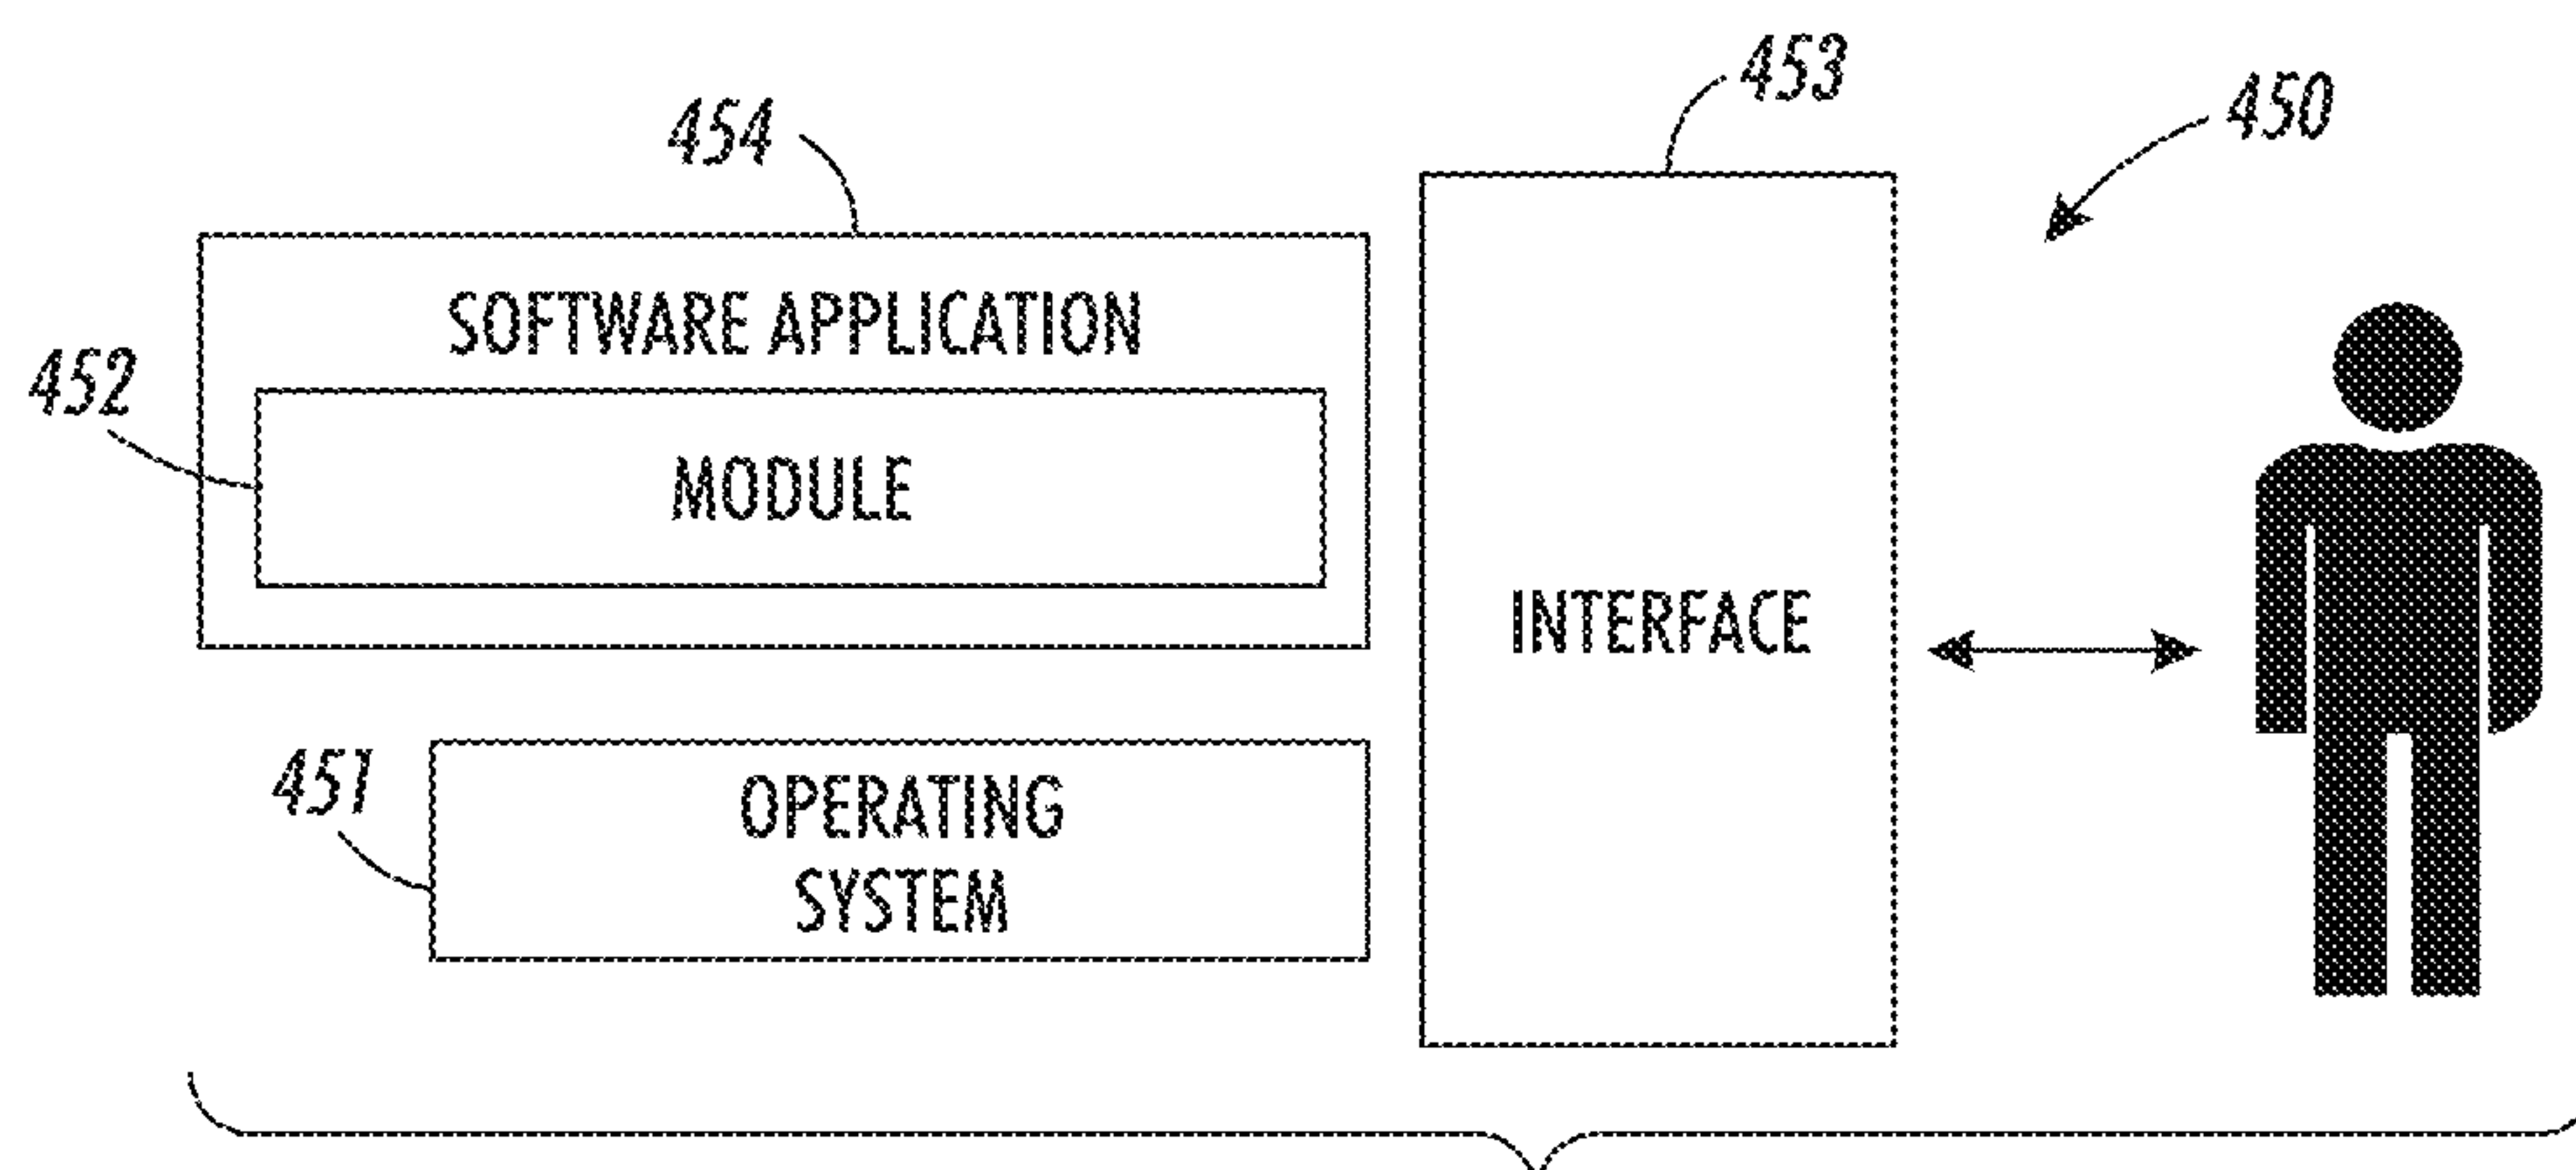 453
450
454
SOFTWARE APPLICATION
452
MODULE
INTERFACE
451
OPERATING
SYSTEM